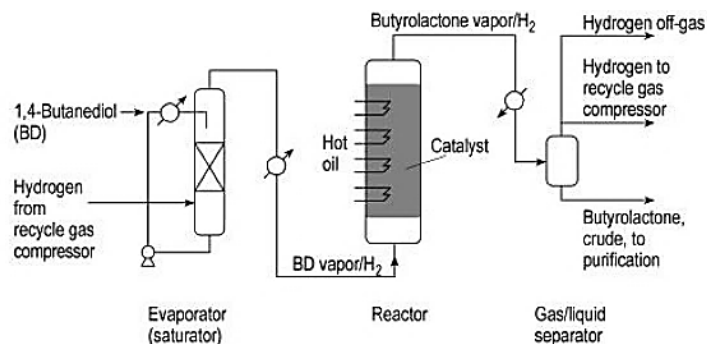 Butyrolactone vapor/H2
Hydrogen off-gas
Hydrogen to
recycle gas
compressor
1,4-Butanediol
(BD)
Hot
oil
Catalyst
Hydrogen
from
recycle gas
compressor
Butyrolactone,
crude, to
purification
BD vapor/H2
Evaporator
(saturator)
Reactor
Gas/liquid
separator